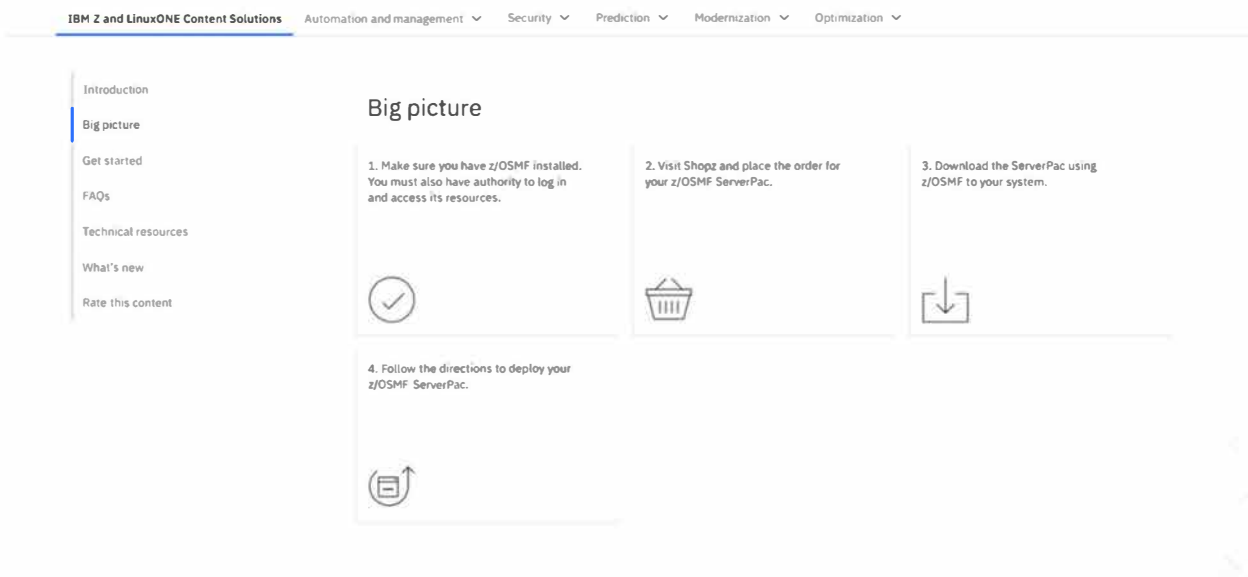 IBM Z and LinuxONE Content Solutions
Automation and management
Security
Prediction
Modernization
Optimization
Introduction
Big picture
Get started
FAQs
Technical resources
What's new
Rate this content
Big picture
1. Make sure you have z/OSMF installed.
You must also have authority to log in
and access its resources.
2. Visit Shopz and place the order for
your z/OSMF ServerPac.
3. Download the ServerPac using
z/OSMF to your system.
4. Follow the directions to deploy your
z/OSMF ServerPac.